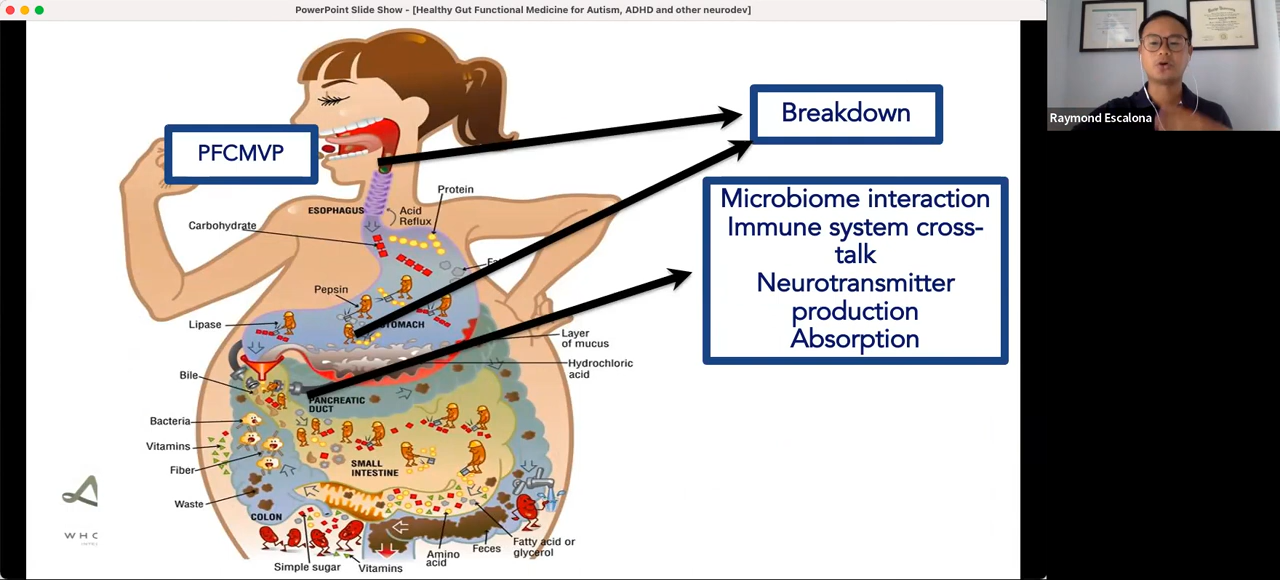 PowerPoint Slide Show - [Healthy Gut Functional Medicine for Autism, ADHD and other neurodev]
Raymond Escalona
Breakdown
PFCMVP
Microbiome interaction
Immune system cross-
talk
Neurotransmitter
production
Absorption
Protein
ESOPHAGUS
Acid
Reflux
Carbohydrate
Pepsin
Lipase
STOMACH
Layer
of mucus
Hydrochloric
acid
Bile
PANCREATIC
DUCT
Bacteria
Vitamins
Fiber
SMALL
INTESTINE
Waste
COLON
Simple sugar
Vitamins
Amino
acid
Feces
Fatty acid or
glycerol